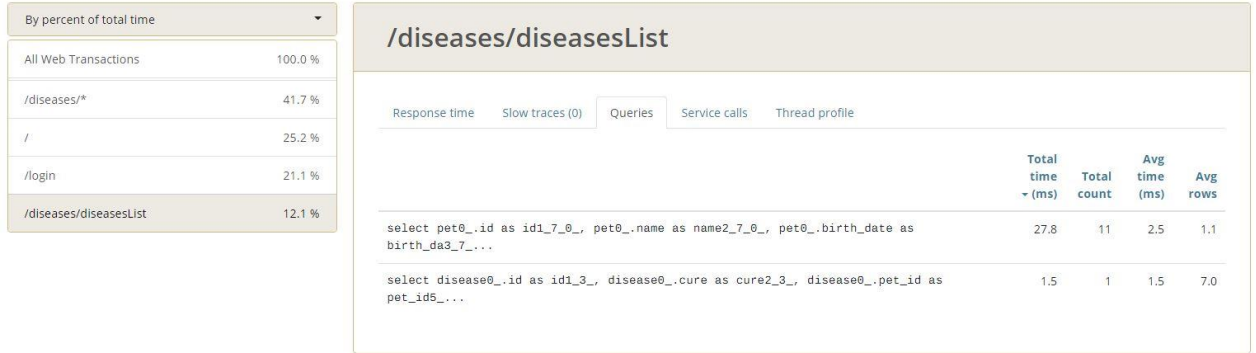 By percent of total time
All Web Transactions 100.0 %
/diseases/* 41.7 %
/ 25.2 %
/login 21.1 %
/diseases/diseasesList 12.1 %
/diseases/diseasesList
Response time Slow traces (0) Queries Service calls Thread profile
Total Avg
time Total time Avg
(ms) count (ms) rows
select pet0_.id as id1_7_0_, pet0_.name as name2_7_0_, pet0_.birth_date as 27.8 11 2.5 1.1
birth_da3_7_...
select disease0_.id as id1_3_, disease0_.cure as cure2_3_, disease0_.pet_id as 1.5 1 1.5 7.0
pet_id5_...